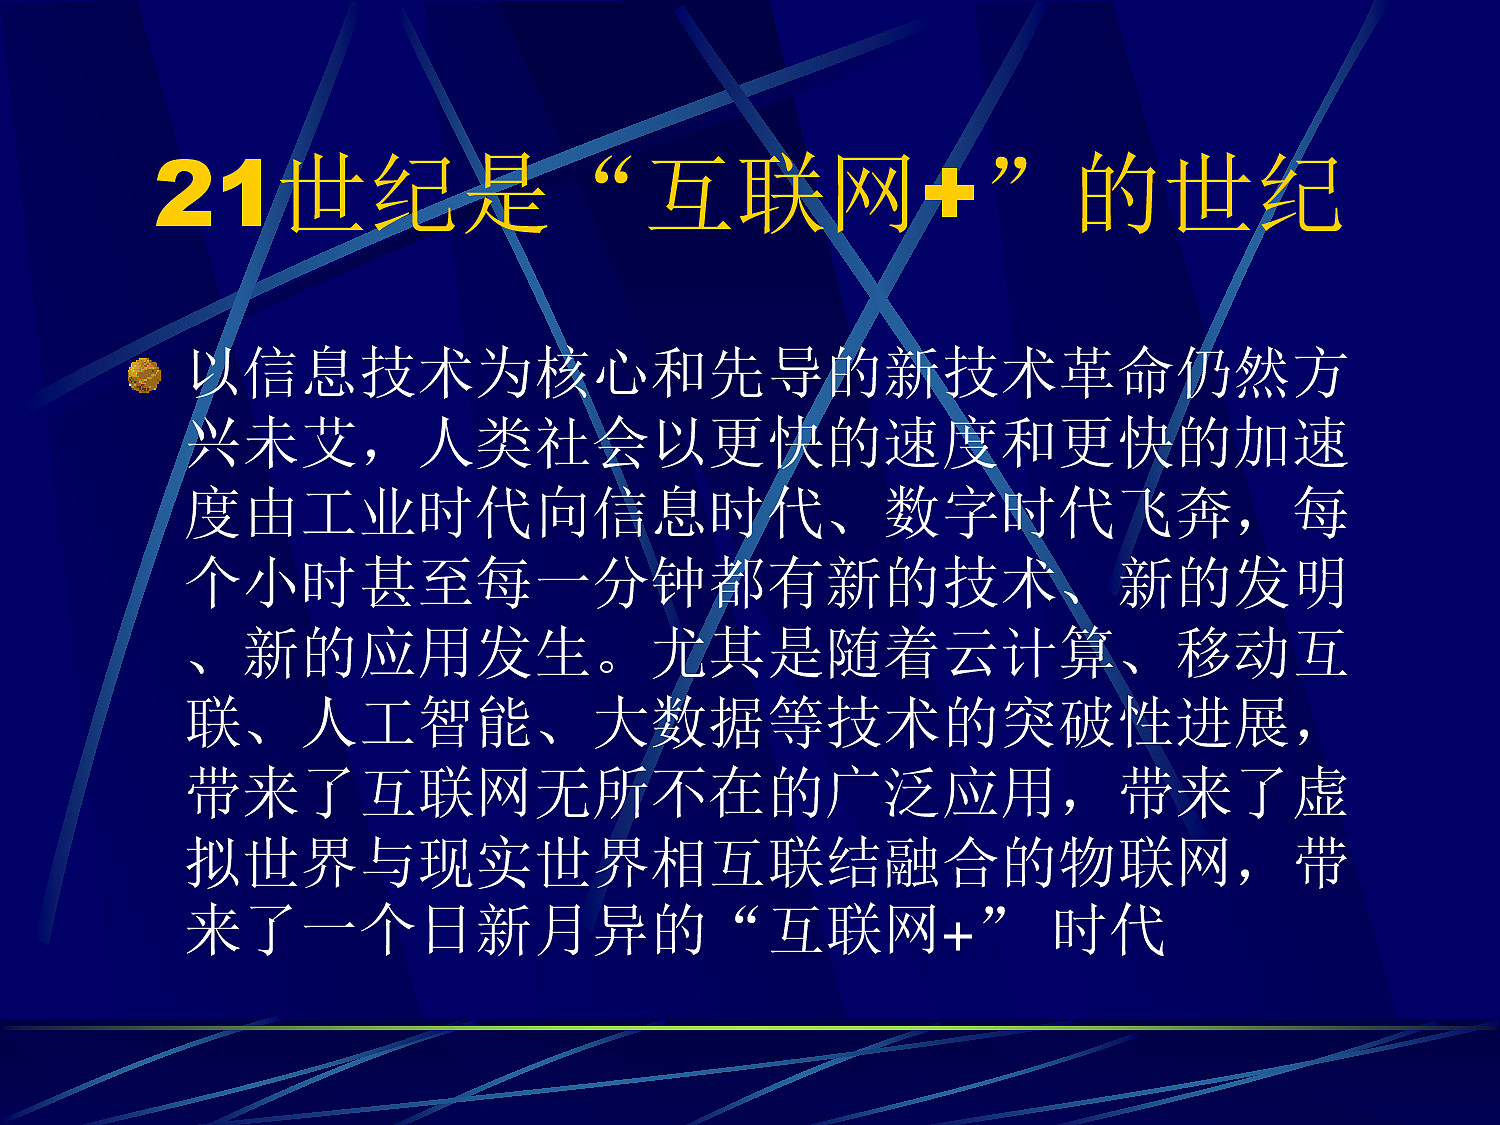 21世纪是“互联网+”的世纪
以信息技术为核心和先导的新技术革命仍然方
兴未艾，人类社会以更快的速度和更快的加速
度由工业时代向信息时代、数字时代飞奔，每
个小时甚至每一分钟都有新的技术、新的发明
、新的应用发生。尤其是随着云计算、移动互
联、人工智能、大数据等技术的突破性进展，
带来了互联网无所不在的广泛应用，带来了虚
拟世界与现实世界相互联结融合的物联网，带
来了一个日新月异的“互联网+” 时代